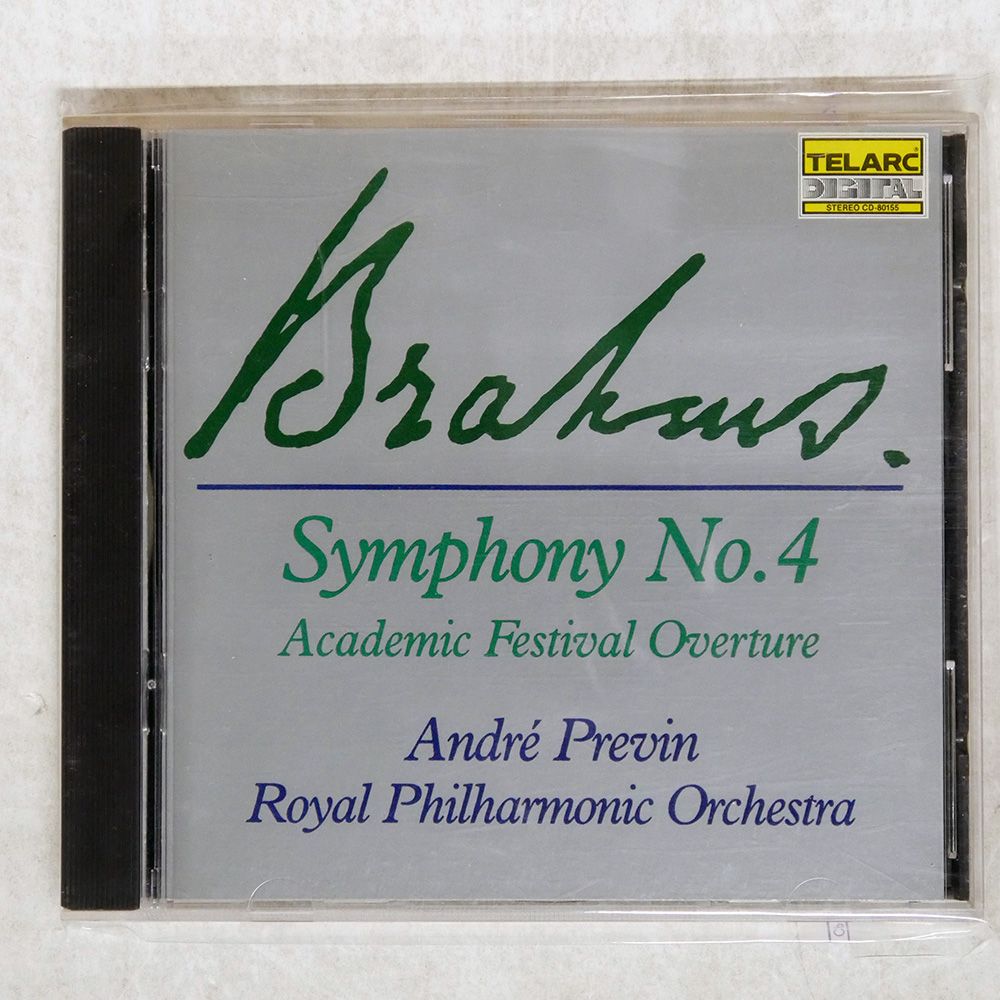 TELARC®
DIGITAL
STEREO CD-80155
Brahms.
Symphony No. 4
Academic Festival Overture
André Previn
Royal Philharmonic Orchestra